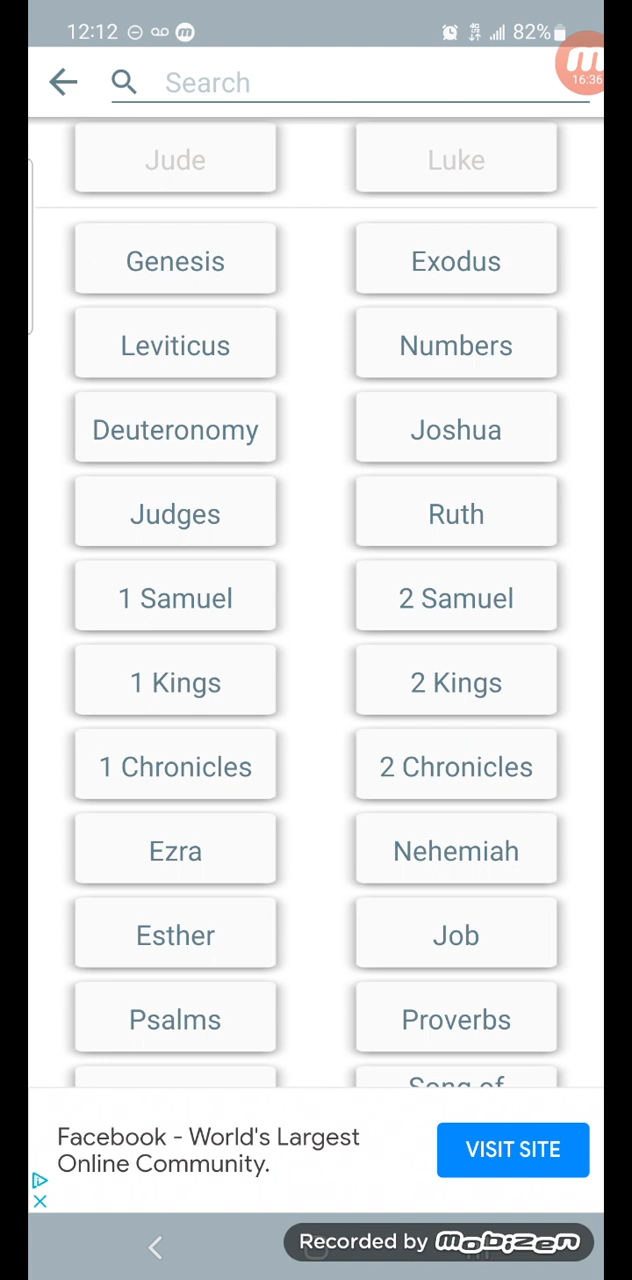 12:12 82%
Search
16:36
Jude Luke
Genesis Exodus
Leviticus Numbers
Deuteronomy Joshua
Judges Ruth
1 Samuel 2 Samuel
1 Kings 2 Kings
1 Chronicles 2 Chronicles
Ezra Nehemiah
Esther Job
Psalms Proverbs
Song of
Facebook - World's Largest
Online Community.
VISIT SITE
Recorded by mobizen